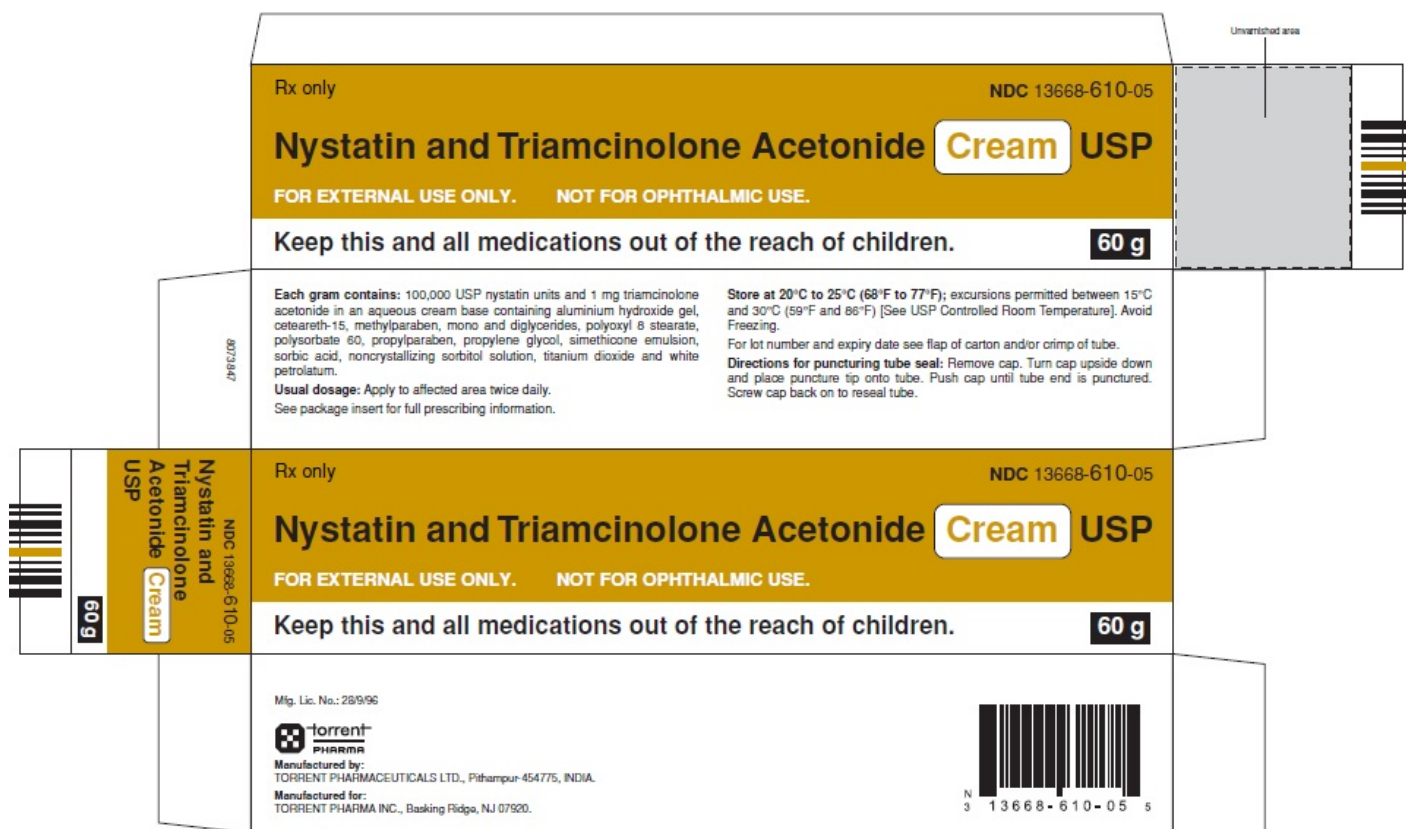 Unvarnished area
Rx only
NDC 13668-610-05
Nystatin and Triamcinolone Acetonide Cream USP
FOR EXTERNAL USE ONLY. NOT FOR OPHTHALMIC USE.
Keep this and all medications out of the reach of children. 60 g
Each gram contains: 100,000 USP nystatin units and 1 mg triamcinolone
acetonide in an aqueous cream base containing aluminium hydroxide gel,
ceteareth-15, methylparaben, mono and diglycerides, polyoxyl 8 stearate,
polysorbate 60, propylparaben, propylene glycol, simethicone emulsion,
sorbic acid, noncrystallizing sorbitol solution, titanium dioxide and white
petrolatum.
Usual dosage: Apply to affected area twice daily.
See package insert for full prescribing information.
Store at 20°C to 25°C (68°F to 77°F); excursions permitted between 15°C
and 30°C (59°F and 86°F) [See USP Controlled Room Temperature]. Avoid
Freezing.
For lot number and expiry date see flap of carton and/or crimp of tube.
Directions for puncturing tube seal: Remove cap. Turn cap upside down
and place puncture tip onto tube. Push cap until tube end is punctured.
Screw cap back on to reseal tube.
8073847
NDC 13668-610-05
Nystatin and
Triamcinolone
Acetonide Cream
USP
60 g
Rx only
NDC 13668-610-05
Nystatin and Triamcinolone Acetonide Cream USP
FOR EXTERNAL USE ONLY. NOT FOR OPHTHALMIC USE.
Keep this and all medications out of the reach of children. 60 g
Mfg. Lic. No.: 28/9/96
torrent
PHARMA
Manufactured by:
TORRENT PHARMACEUTICALS LTD., Pithampur-454775, INDIA.
Manufactured for:
TORRENT PHARMA INC., Basking Ridge, NJ 07920.
N
3 13668-610-05 5